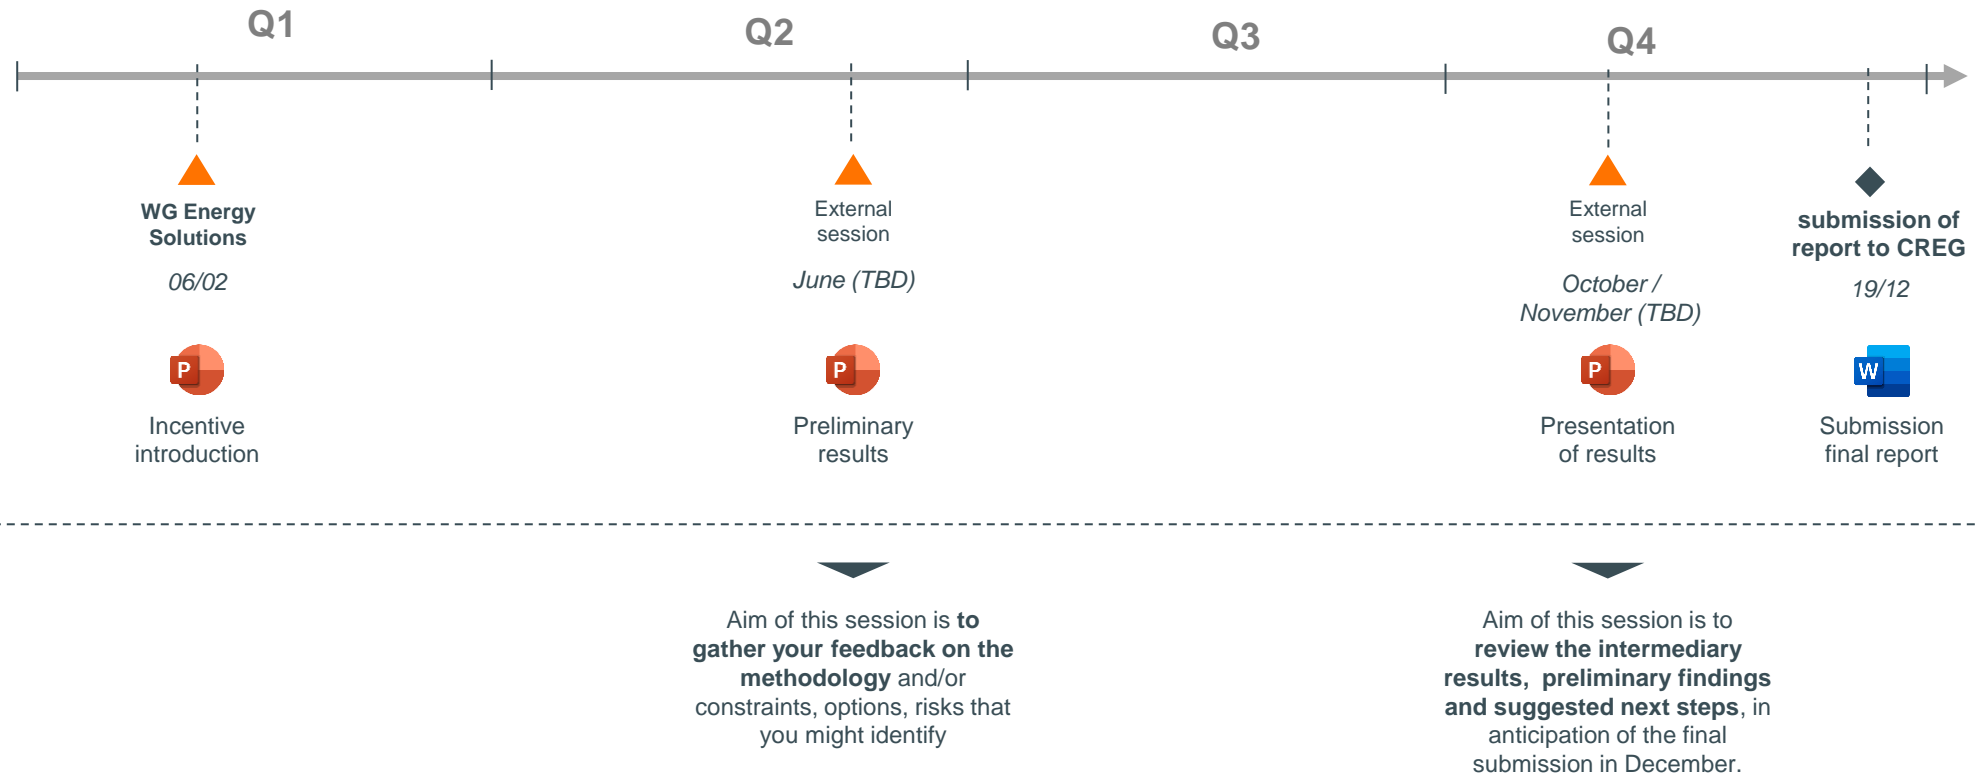 Q1
Q2
Q3
Q4
WG Energy
Solutions
06/02
P
Incentive
introduction
External
session
June (TBD)
P
Preliminary
results
External
session
October /
November (TBD)
P
Presentation
of results
submission of
report to CREG
19/12
W
Submission
final report
Aim of this session is to
gather your feedback on the
methodology and/or
constraints, options, risks that
you might identify
Aim of this session is to
review the intermediary
results,  preliminary findings
and suggested next steps, in
anticipation of the final
submission in December.